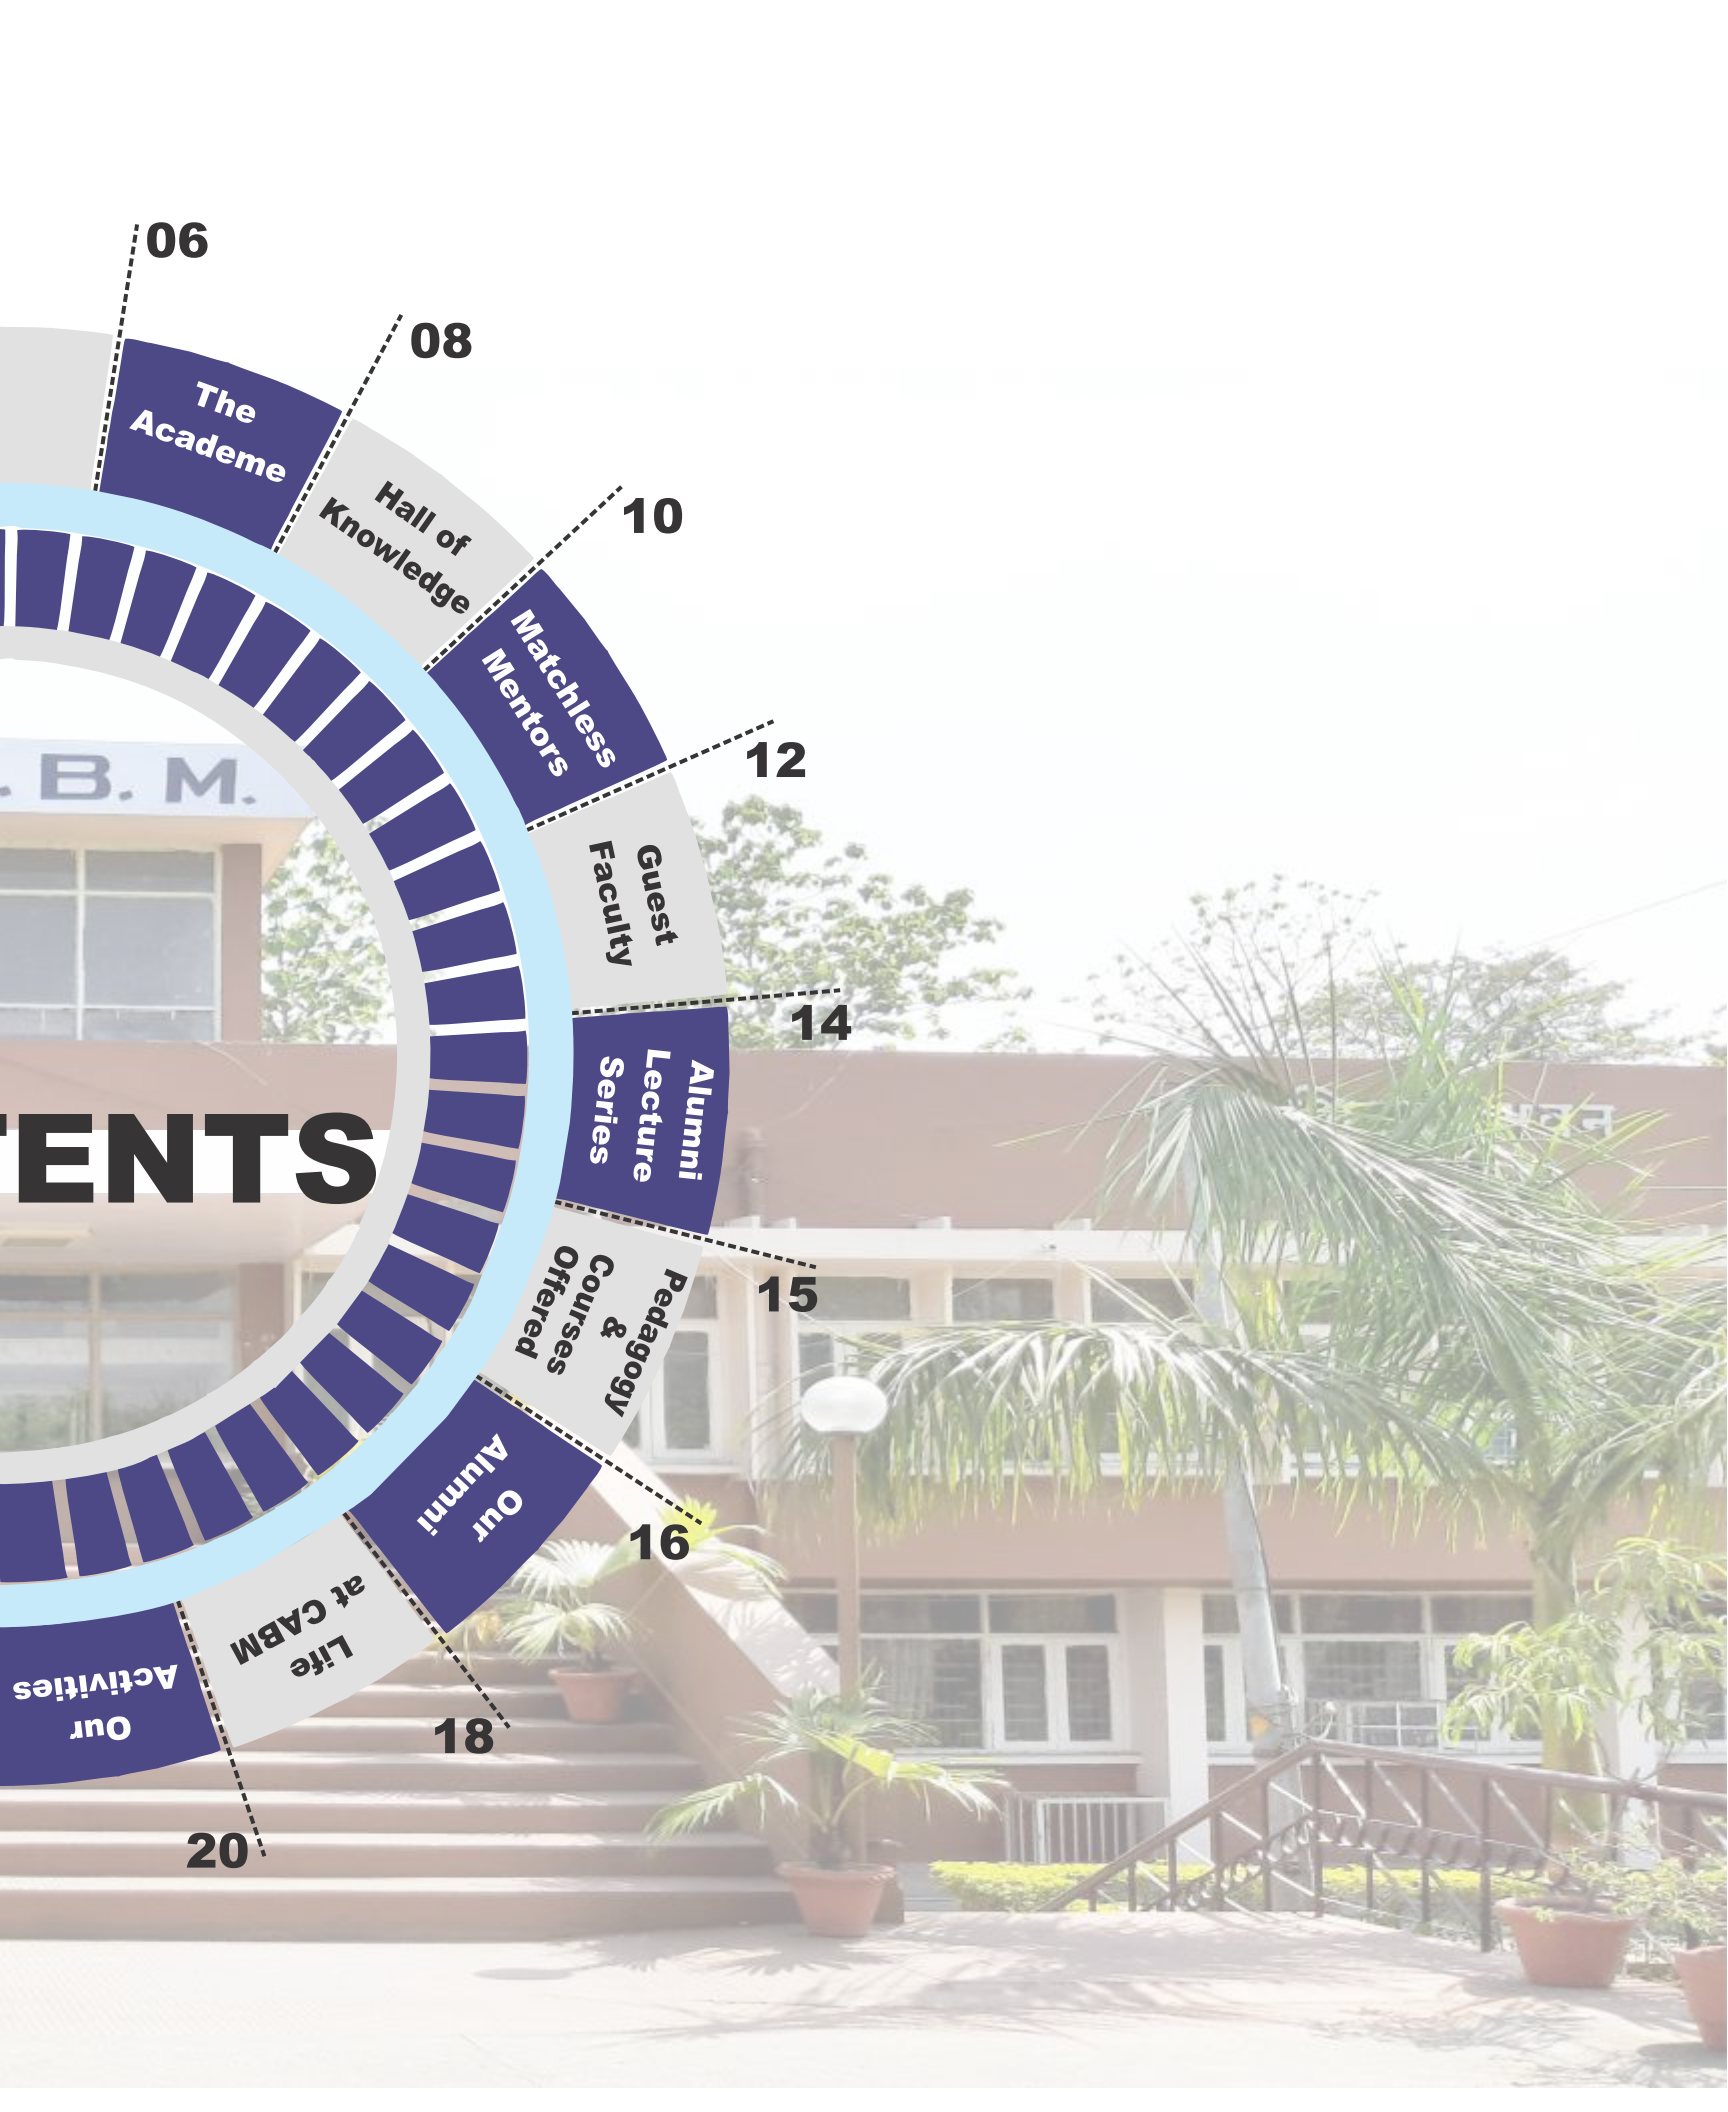 06
The
Academe
08
Hall of
Knowledge
10
Matchless
Mentors
12
Guest
Faculty
14
Alumni
Lecture
Series
15
Pedagogy
&
Courses
Offered
16
Our
Alumni
18
Life
at CABM
20
Our
Activities
. B. M.
TENTS